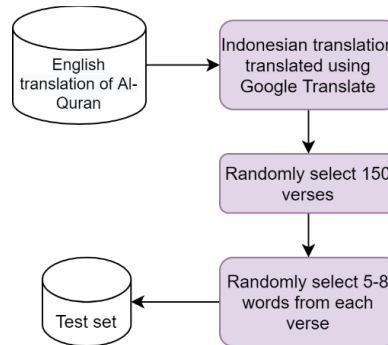 English
translation of Al-
Quran
Indonesian translation
translated using
Google Translate
Randomly select 150
verses
Randomly select 5-8
words from each
verse
Test set